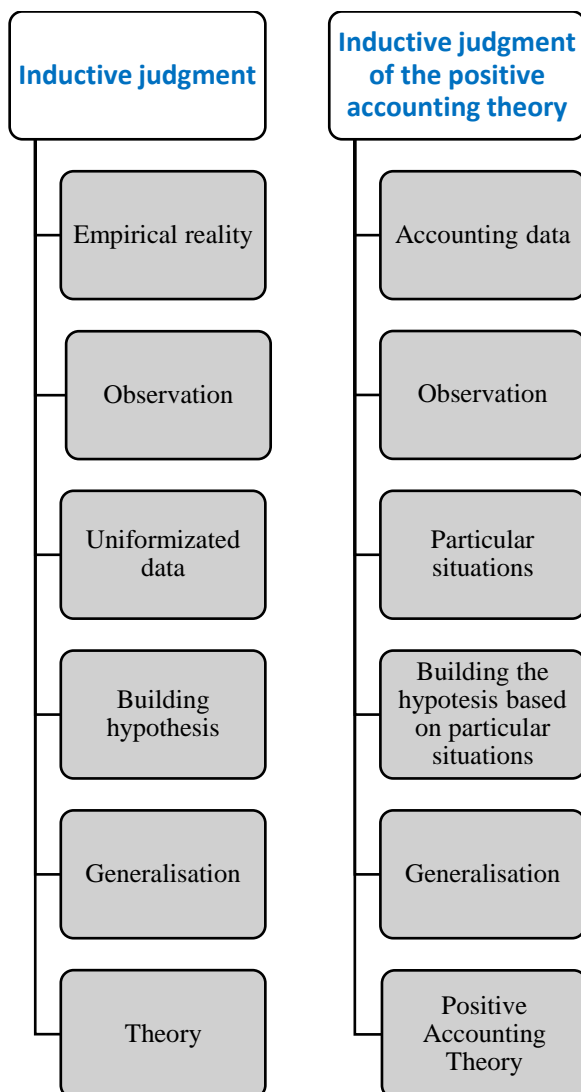 Inductive judgment
Empirical reality
Observation
Uniformizated
data
Building
hypothesis
Generalisation
Theory
Inductive judgment
of the positive
accounting theory
Accounting data
Observation
Particular
situations
Building the
hypotesis based
on particular
situations
Generalisation
Positive
Accounting
Theory